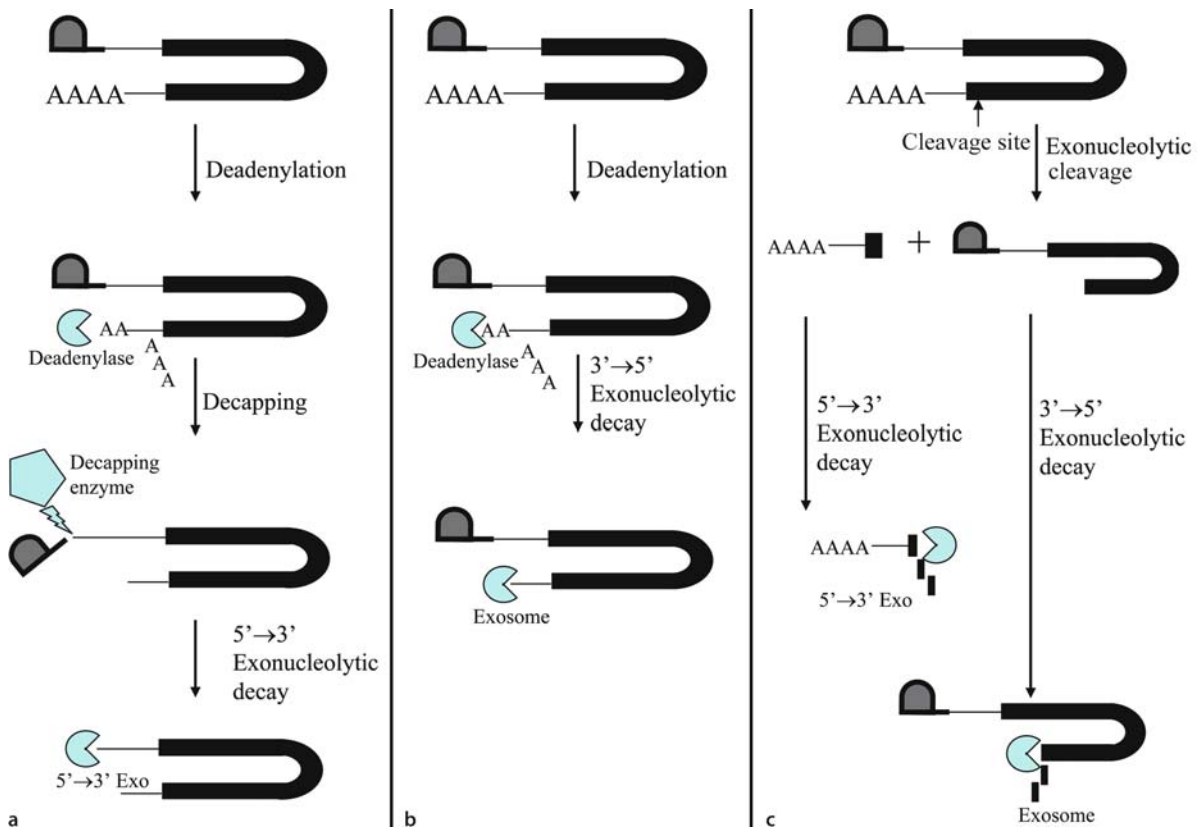 AAAA
Deadenylation
AA
Deadenylase
A
A
A
Decapping
Decapping
enzyme
5’→3’
Exonucleolytic
decay
5’→3’ Exo
a
AAAA
Deadenylation
AA
Deadenylase
A
A
A
3’→5’
Exonucleolytic
decay
Exosome
b
AAAA
Cleavage site
Exonucleolytic
cleavage
AAAA
+
5’→3’
Exonucleolytic
decay
3’→5’
Exonucleolytic
decay
AAAA
5’→3’ Exo
Exosome
c